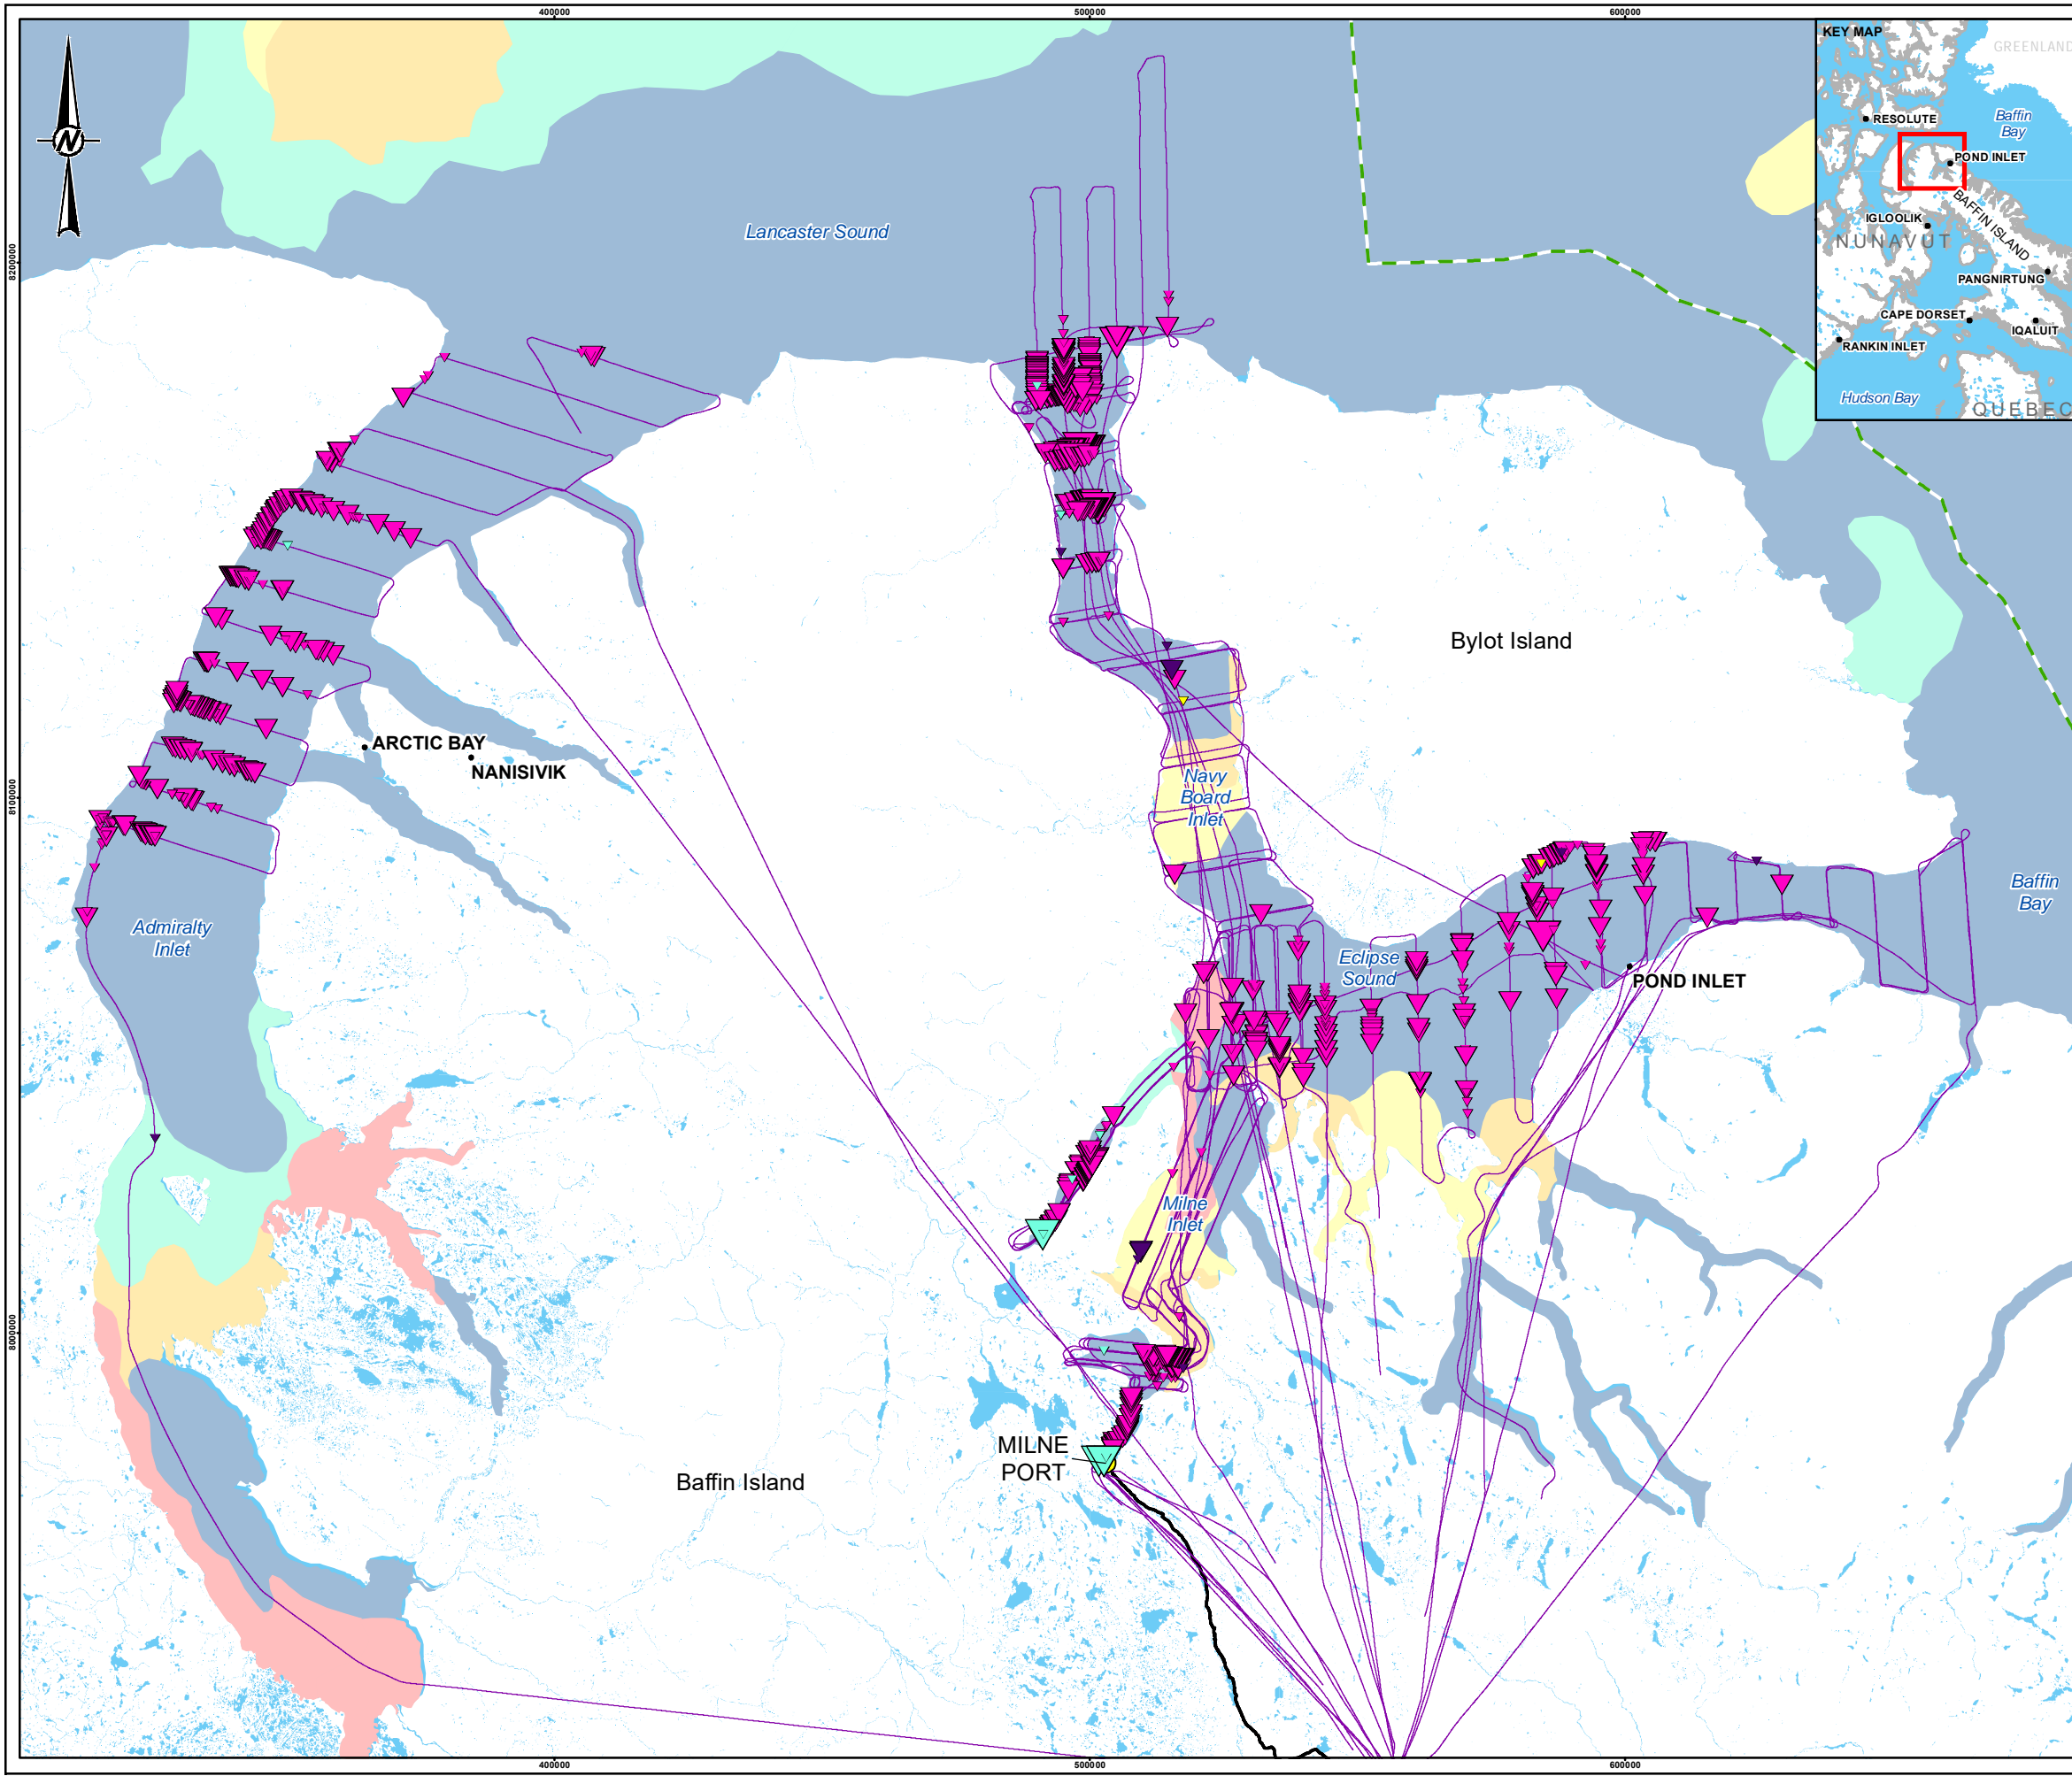 400000
500000
600000
KEY MAP
GREENLAND
Baffin
Bay
RESOLUTE
POND INLET
BAFFIN ISLAND
IGLOOLIK
NUNAVUT
PANGNIRTUNG
CAPE DORSET
IQALUIT
RANKIN INLET
Hudson Bay
QUEBEC
N
Lancaster Sound
8200000
Bylot Island
ARCTIC BAY
NANISIVIK
Navy
Board
Inlet
8100000
Admiralty
Inlet
Eclipse
Sound
Baffin
Bay
POND INLET
Milne
Inlet
8000000
MILNE
PORT
Baffin Island
400000
500000
600000